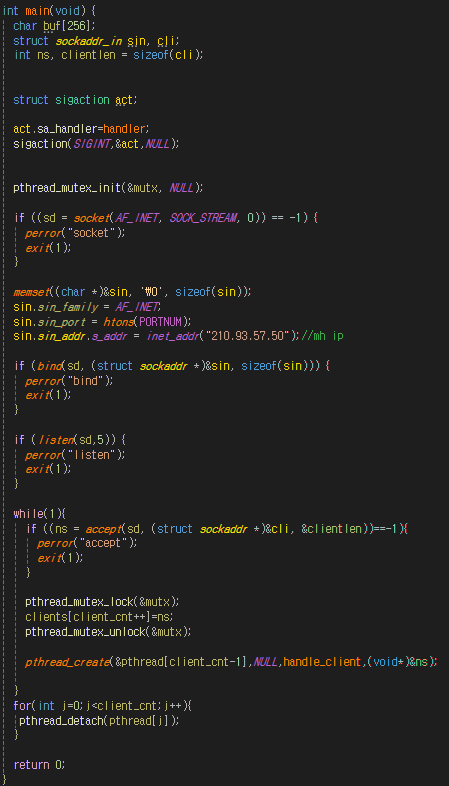 int main(void) {
char buf[256];
struct sockaddr_in sin, cli;
int ns, clientlen = sizeof(cli);
struct sigaction act;
act.sa_handler=handler;
sigaction(SIGINT,&act,NULL);
pthread_mutex_init(&mutx, NULL);
if ((sd = socket(AF_INET, SOCK_STREAM, 0)) == -1) {
perror("socket");
exit(1);
}
memset((char *)&sin, '₩0', sizeof(sin));
sin.sin_family = AF_INET;
sin.sin_port = htons(PORTNUM);
sin.sin_addr.s_addr = inet_addr("210.93.57.50");//mh ip
if (bind(sd, (struct sockaddr *)&sin, sizeof(sin))) {
perror("bind");
exit(1);
}
if (listen(sd,5)) {
perror("listen");
exit(1);
}
while(1){
if ((ns = accept(sd, (struct sockaddr *)&cli, &clientlen))==-1){
perror("accept");
exit(1);
}
pthread_mutex_lock(&mutx);
clients[client_cnt++]=ns;
pthread_mutex_unlock(&mutx);
pthread_create(&pthread[client_cnt-1],NULL,handle_client,(void*)&ns);
}
for(int j=0;j<client_cnt;j++){
pthread_detach(pthread[j]);
}
return 0;
}